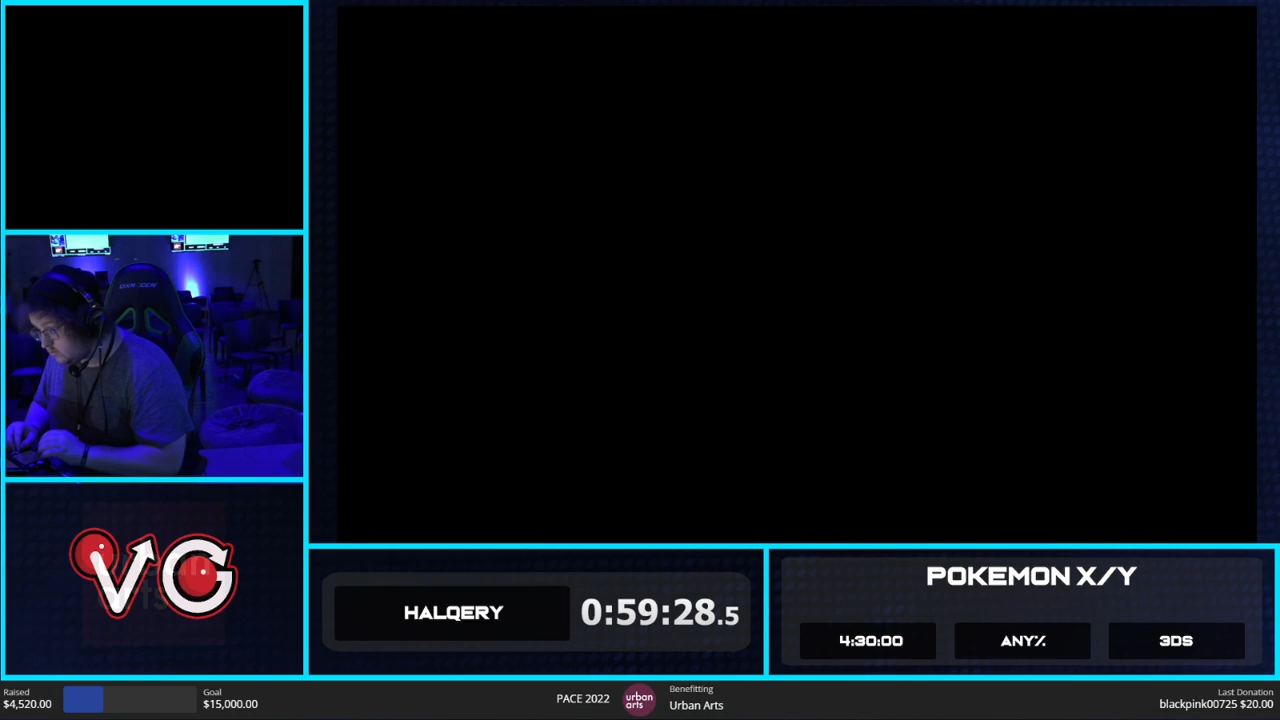 VG
HALQERY
0:59:28.5
POKEMON X/Y
4:30:00
ANY%
3DS
Raised
$4,520.00
Goal
$15,000.00
PACE 2022
urban
arts
Benefitting
Urban Arts
Last Donation
blackpink00725 $20.00